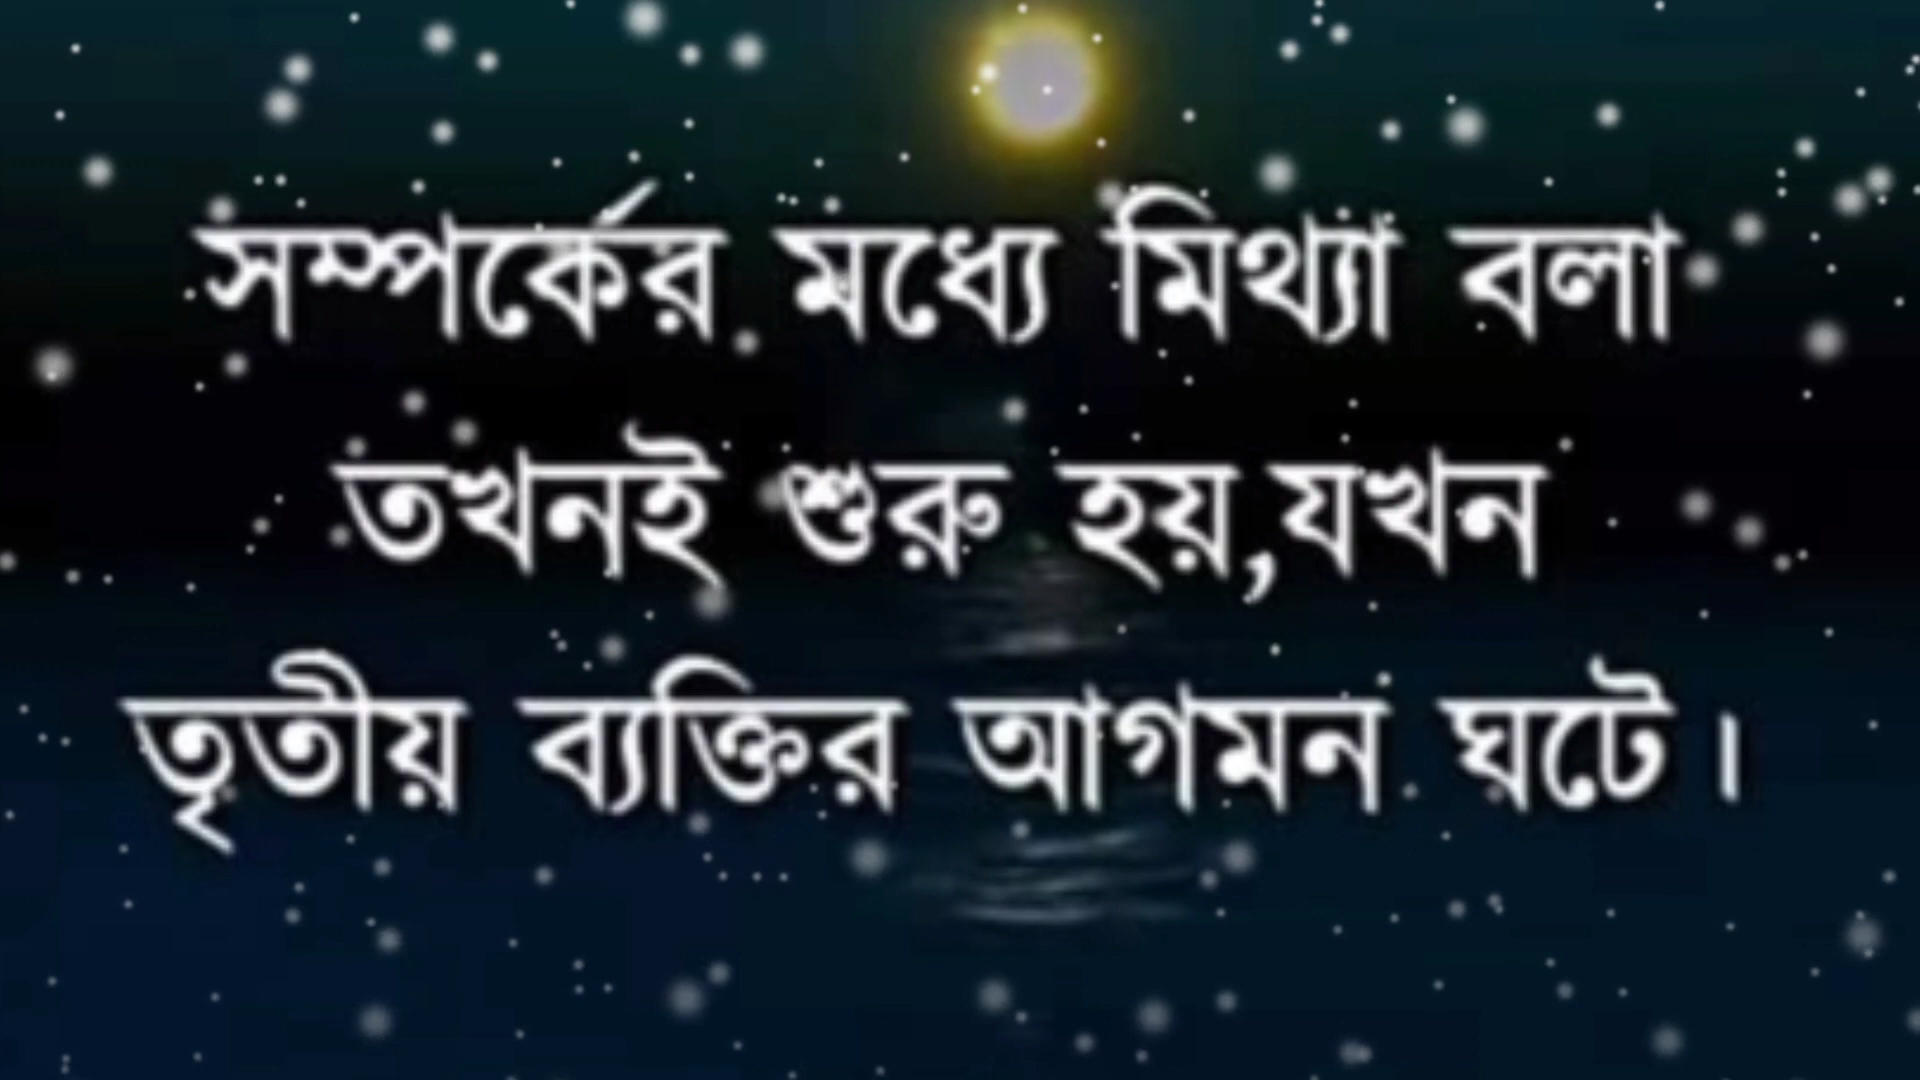 সম্পর্কের মধ্যে মিথ্যা বলা
তখনই শুরু হয়,যখন
তৃতীয় ব্যক্তির আগমন ঘটে।